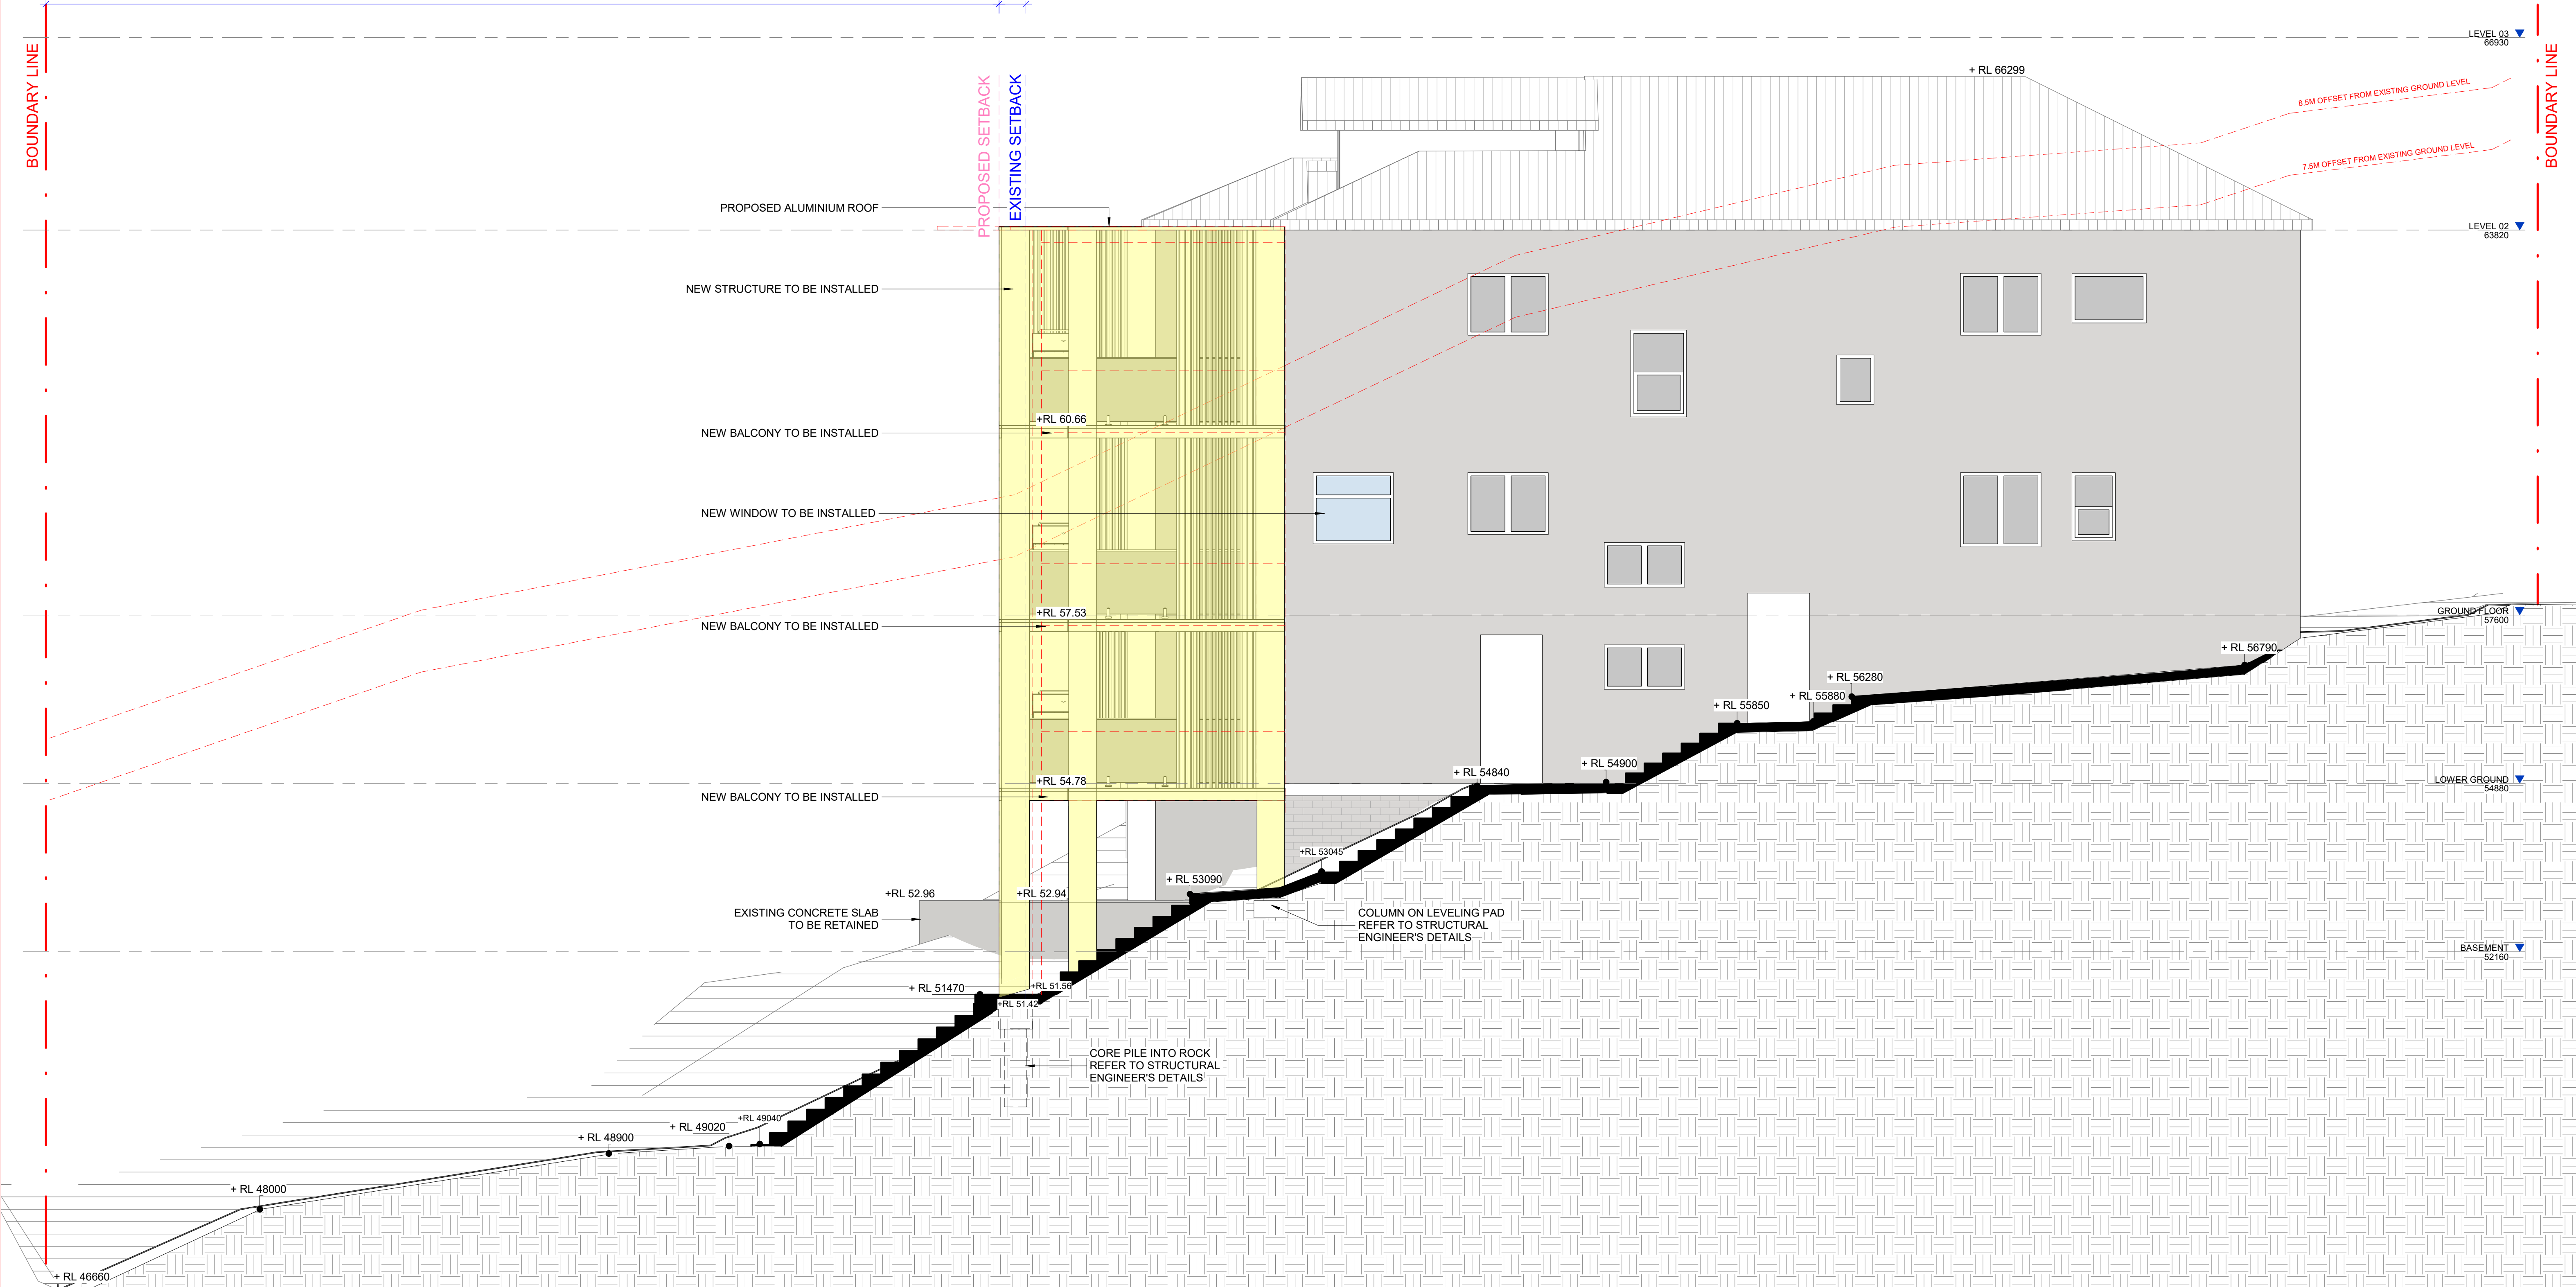 LEVEL 03
66930
BOUNDARY LINE
BOUNDARY LINE
+ RL 66299
8.5M OFFSET FROM EXISTING GROUND LEVEL
7.5M OFFSET FROM EXISTING GROUND LEVEL
PROPOSED SETBACK
EXISTING SETBACK
PROPOSED ALUMINIUM ROOF
LEVEL 02
63820
NEW STRUCTURE TO BE INSTALLED
+RL 60.66
NEW BALCONY TO BE INSTALLED
NEW WINDOW TO BE INSTALLED
+RL 57.53
NEW BALCONY TO BE INSTALLED
GROUND FLOOR
57600
+ RL 56790
+ RL 56280
+ RL 55880
+ RL 55850
+ RL 54900
+ RL 54840
+RL 54.78
NEW BALCONY TO BE INSTALLED
LOWER GROUND
54880
+RL 53045
+ RL 53090
+RL 52.96
+RL 52.94
EXISTING CONCRETE SLAB
TO BE RETAINED
COLUMN ON LEVELING PAD
REFER TO STRUCTURAL
ENGINEER'S DETAILS
BASEMENT
52160
+ RL 51470
+RL 51.56
+RL 51.42
CORE PILE INTO ROCK
REFER TO STRUCTURAL
ENGINEER'S DETAILS
+RL 49040
+ RL 49020
+ RL 48900
+ RL 48000
+ RL 46660